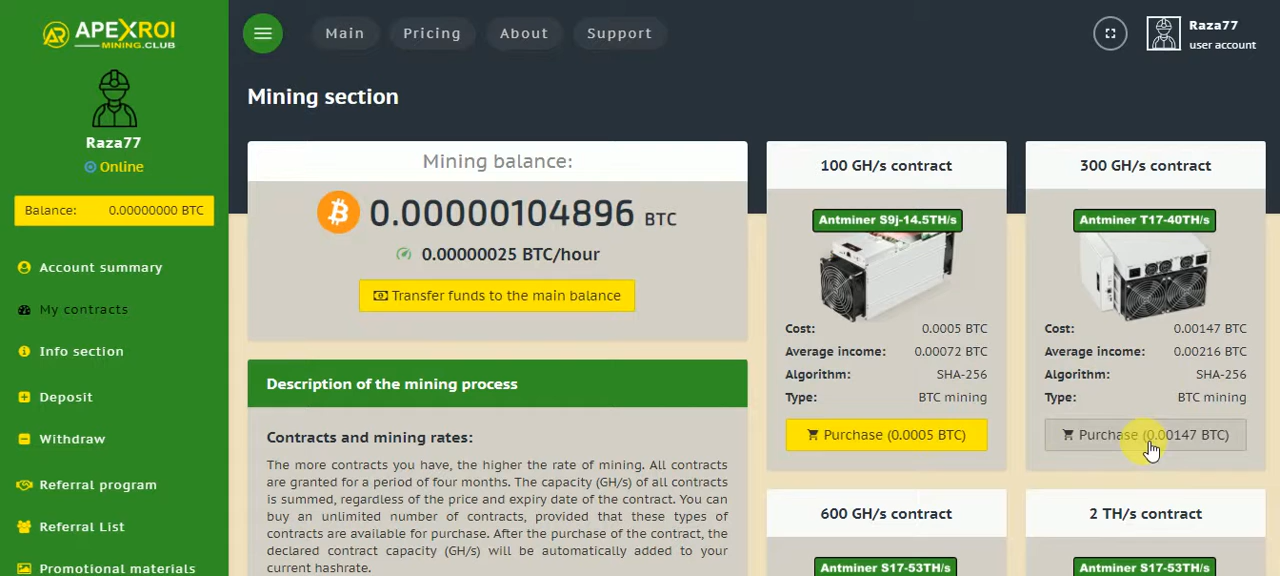 APEXROI
MINING.CLUB
Raza77
Online
Balance: 0.00000000 BTC
Account summary
My contracts
Info section
Deposit
Withdraw
Referral program
Referral List
Promotional materials
Main Pricing About Support
Raza77
user account
Mining section
Mining balance:
0.00000104896 BTC
0.00000025 BTC/hour
Transfer funds to the main balance
Description of the mining process
Contracts and mining rates:
The more contracts you have, the higher the rate of mining. All contracts
are granted for a period of four months. The capacity (GH/s) of all contracts
is summed, regardless of the price and expiry date of the contract. You can
buy an unlimited number of contracts, provided that these types of
contracts are available for purchase. After the purchase of the contract, the
declared contract capacity (GH/s) will be automatically added to your
current hashrate.
100 GH/s contract
Antminer S9j-14.5TH/s
Cost: 0.0005 BTC
Average income: 0.00072 BTC
Algorithm: SHA-256
Type: BTC mining
Purchase (0.0005 BTC)
300 GH/s contract
Antminer T17-40TH/s
Cost: 0.00147 BTC
Average income: 0.00216 BTC
Algorithm: SHA-256
Type: BTC mining
Purchase (0.00147 BTC)
600 GH/s contract
Antminer S17-53TH/s
2 TH/s contract
Antminer S17-53TH/s